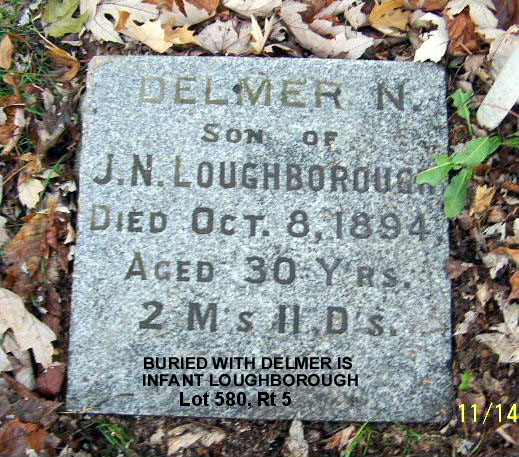 DELMER N.
SON OF
J.N. LOUGHBOROUGH
DIED OCT. 8, 1894,
AGED 30 Y'RS.
2 M's 11, D's.
BURIED WITH DELMER IS
INFANT LOUGHBOROUGH
Lot 580, Rt 5
11/14